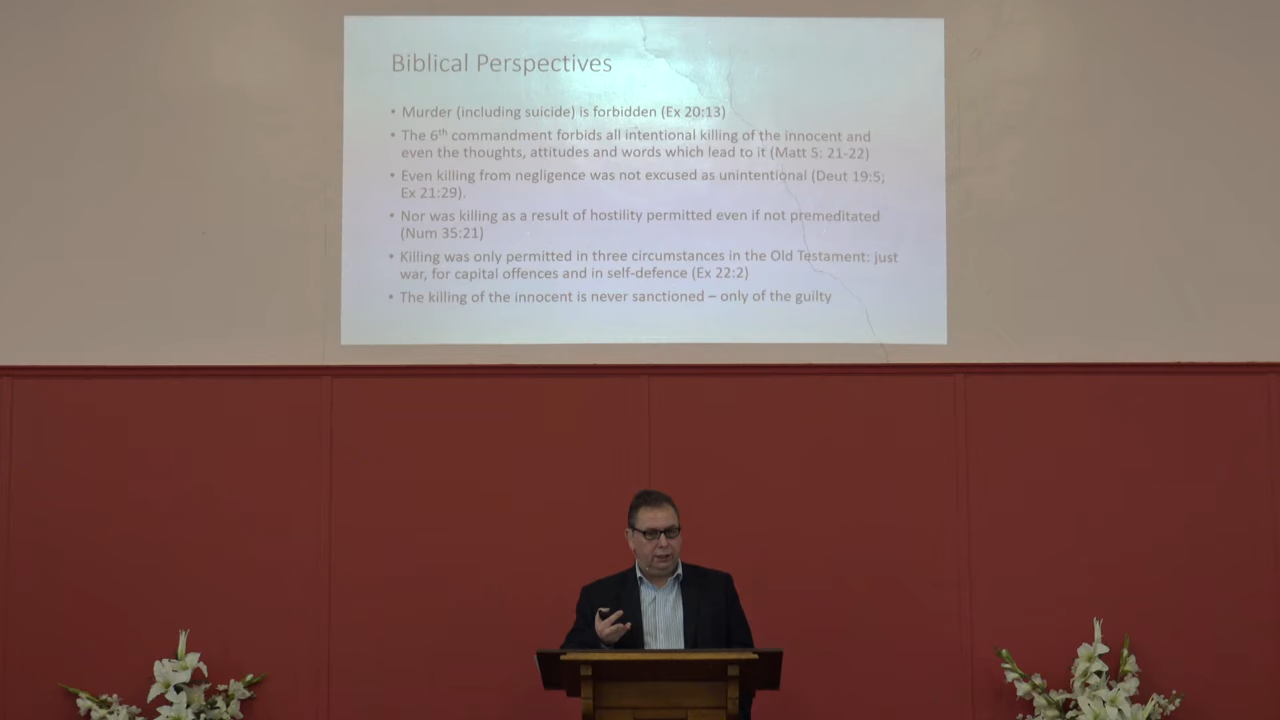 Biblical Perspectives
• Murder (including suicide) is forbidden (Ex 20:13)
• The 6th commandment forbids all intentional killing of the innocent and
even the thoughts, attitudes and words which lead to it (Matt 5: 21-22)
• Even killing from negligence was not excused as unintentional (Deut 19:5;
Ex 21:29).
• Nor was killing as a result of hostility permitted even if not premeditated
(Num 35:21)
• Killing was only permitted in three circumstances in the Old Testament: just
war, for capital offences and in self-defence (Ex 22:2)
• The killing of the innocent is never sanctioned – only of the guilty